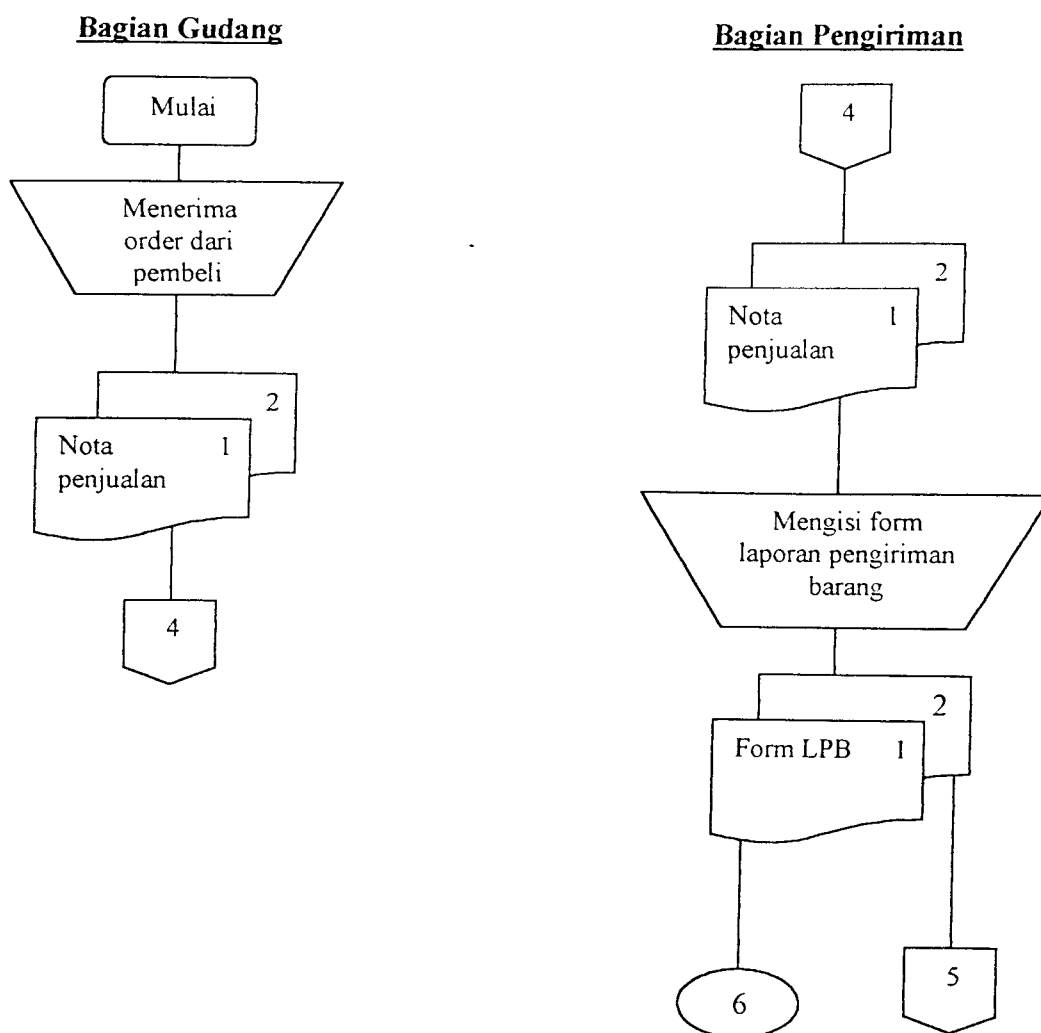 Bagian Gudang
Mulai
Menerima
order dari
pembeli
2
Nota 1
penjualan
4
Bagian Pengiriman
4
2
Nota 1
penjualan
Mengisi form
laporan pengiriman
barang
2
Form LPB 1
6
5